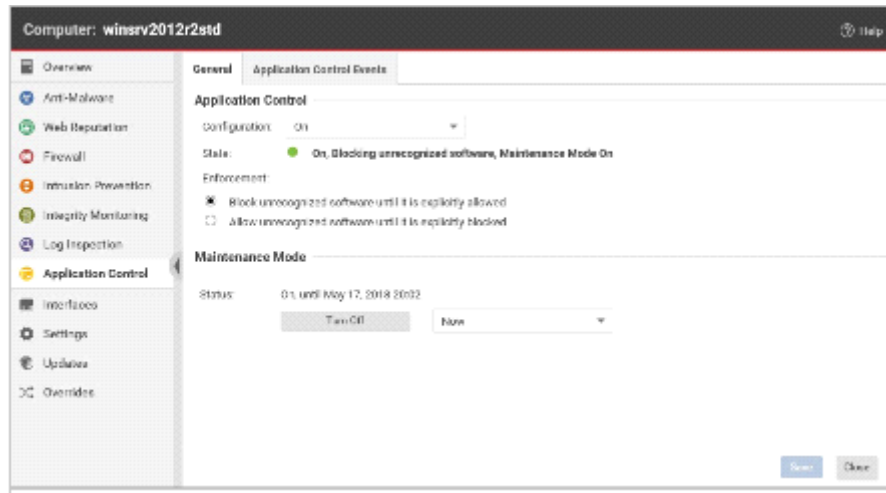 Computer: winsrv2012r2std
Help
Overview
General
Application Control Events
Anti-Malware
Application Control
Web Reputation
Configuration:
On
Firewall
State:
On, Blocking unrecognized software, Maintenance Mode On
Enforcement:
Intrusion Prevention
Block unrecognized software until it is explicitly allowed
Integrity Monitoring
Allow unrecognized software until it is explicitly blocked
Log Inspection
Maintenance Mode
Application Control
Interfaces
Status:
On, until May 17, 2018 20:02
Turn Off
Now
Settings
Updates
Overrides
Save
Close